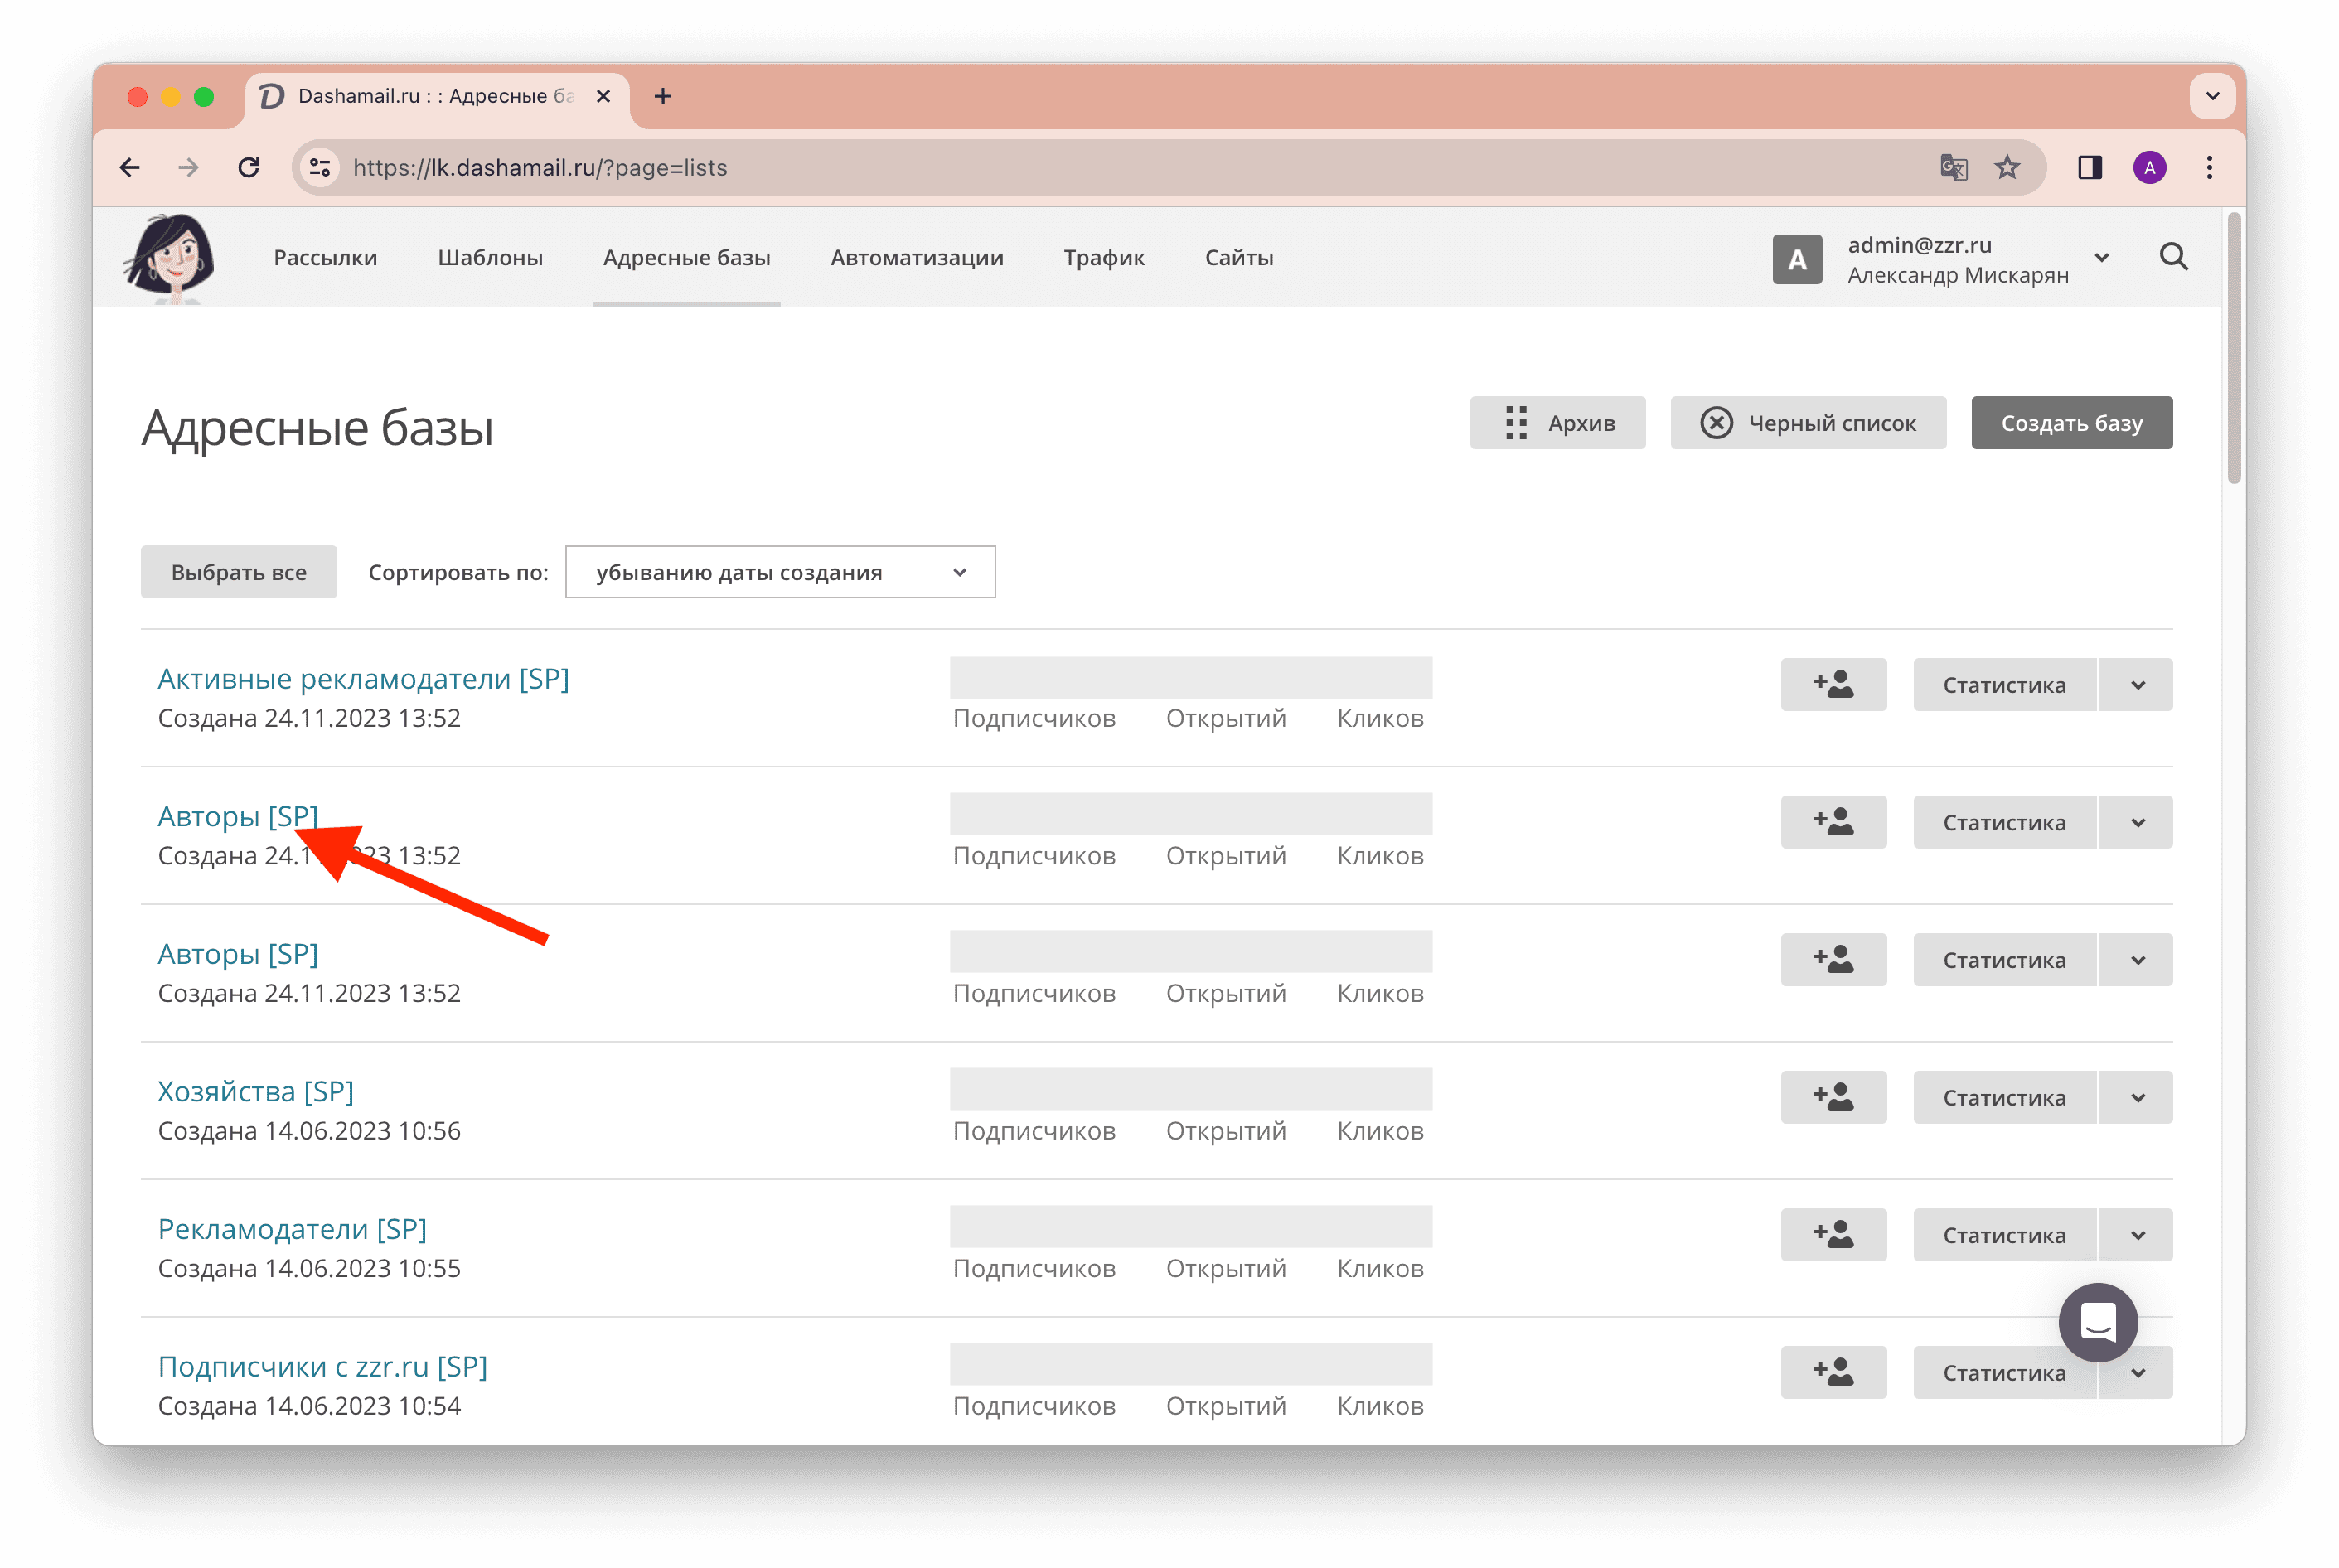 Dashamail.ru : : Адресные ба
https://lk.dashamail.ru/?page=lists
A
Рассылки Шаблоны Адресные базы Автоматизации Трафик Сайты
A
admin@zzr.ru
Александр Мискарян
Адресные базы
Архив
Черный список
Создать базу
Выбрать все
Сортировать по:
убыванию даты создания
Активные рекламодатели [SP]
Создана 24.11.2023 13:52
Подписчиков Открытий Кликов
Статистика
Авторы [SP]
Создана 24.1 023 13:52
Подписчиков Открытий Кликов
Статистика
Авторы [SP]
Создана 24.11.2023 13:52
Подписчиков Открытий Кликов
Статистика
Хозяйства [SP]
Создана 14.06.2023 10:56
Подписчиков Открытий Кликов
Статистика
Рекламодатели [SP]
Создана 14.06.2023 10:55
Подписчиков Открытий Кликов
Статистика
Подписчики с zzr.ru [SP]
Создана 14.06.2023 10:54
Подписчиков Открытий Кликов
Статистика